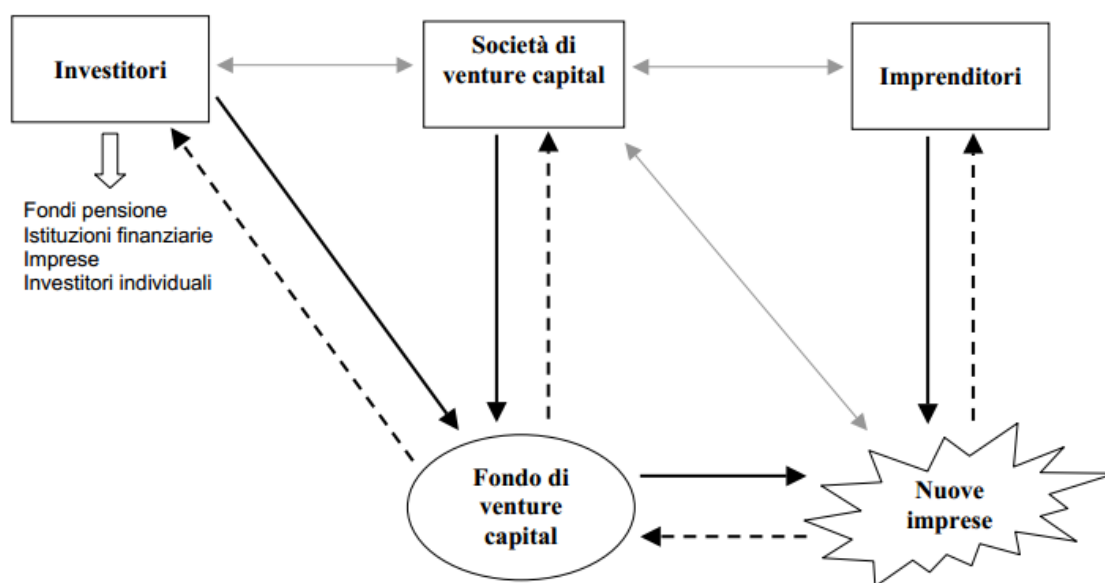 Investitori
Società di
venture capital
Imprenditori
Fondi pensione
Istituzioni finanziarie
Imprese
Investitori individuali
Fondo di
venture
capital
Nuove
imprese